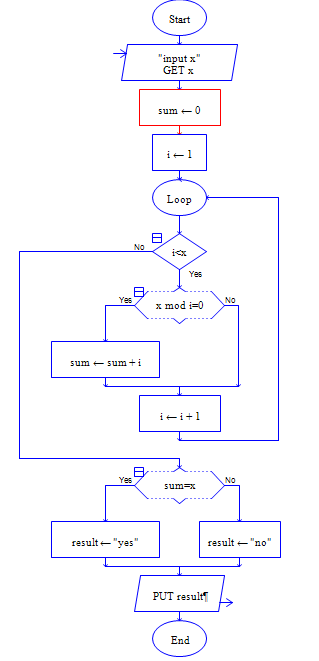 Start
"input x"
GET x
sum ← 0
i ← 1
Loop
No
i<x
Yes
Yes
x mod i=0
No
sum ← sum + i
i ← i + 1
Yes
sum=x
No
result ← "yes"
result ← "no"
PUT result¶
End